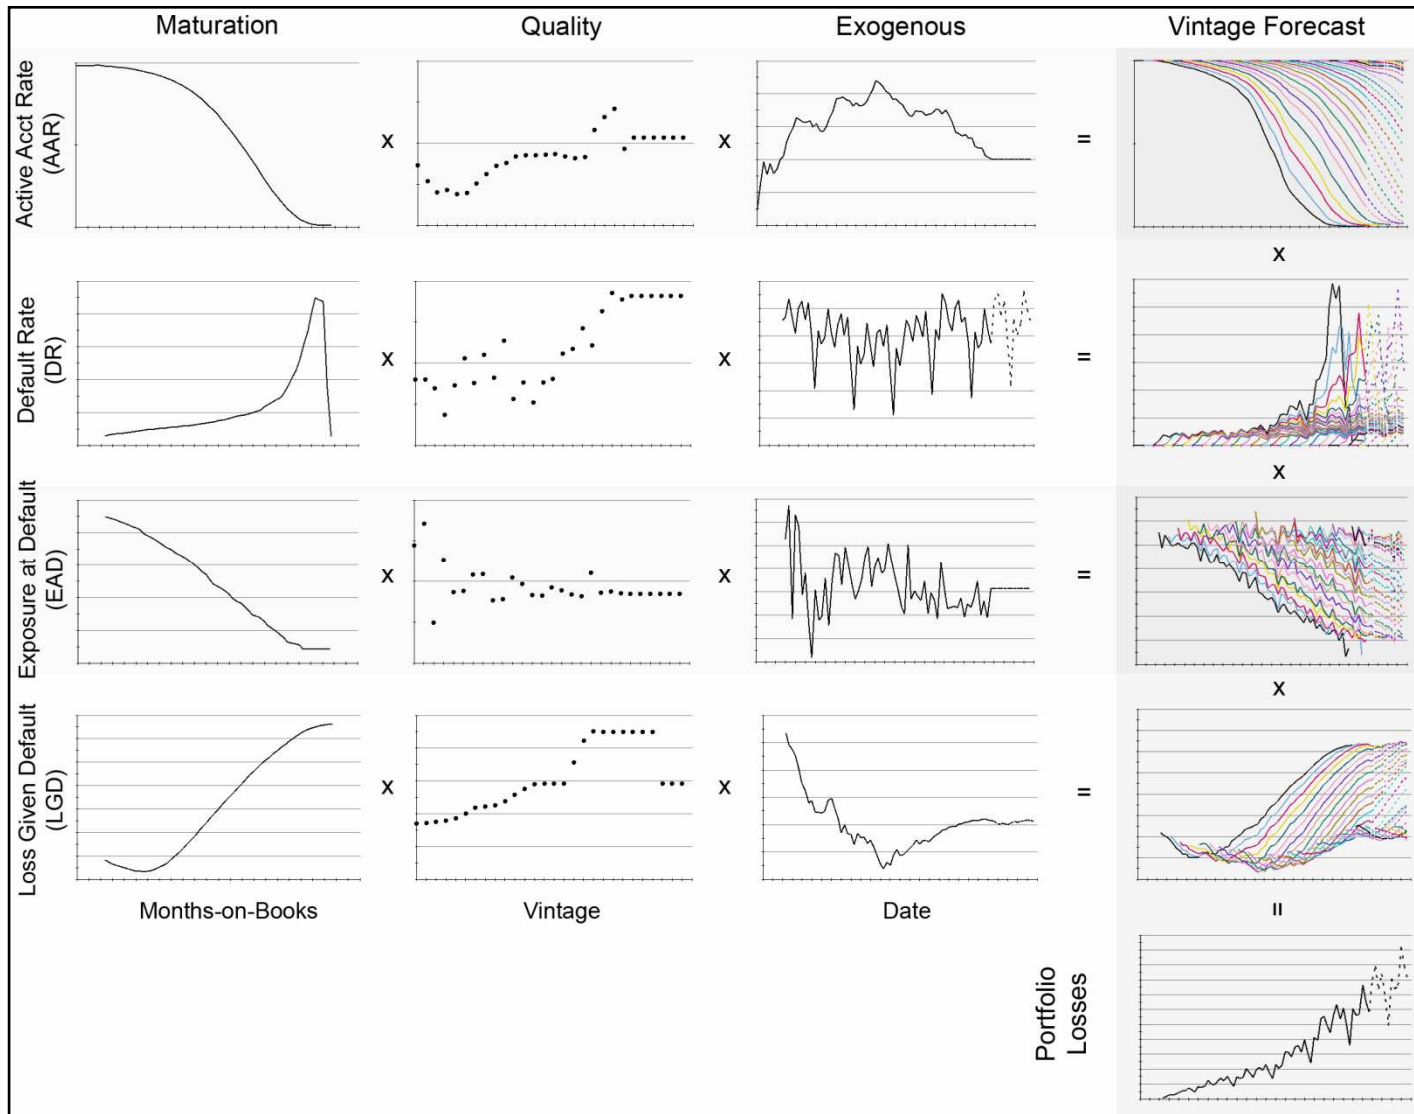 Maturation
Quality
Exogenous
Vintage Forecast
Active Acct Rate
(AAR)
x
x
=
x
Default Rate
(DR)
x
x
=
x
Exposure at Default
(EAD)
x
x
=
x
Loss Given Default
(LGD)
x
x
=
Months-on-Books
Vintage
Date
=
Portfolio
Losses